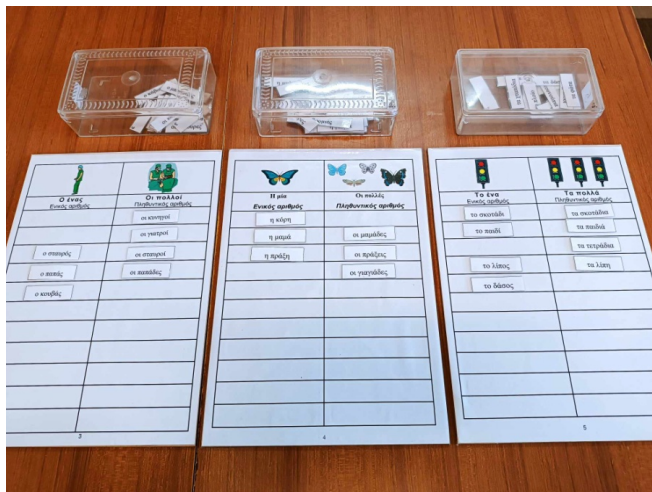 Ο ένας
Ενικός αριθμός
Οι πολλοί
Πληθυντικός αριθμός
οι κυνηγοί
οι γιατροί
ο σταυρός
οι σταυροί
ο παπάς
οι παπάδες
ο κουβάς
3
Η μία
Ενικός αριθμός
Οι πολλές
Πληθυντικός αριθμός
η κόρη
η μαμά
οι μαμάδες
η πράξη
οι πράξεις
οι γιαγιάδες
4
Το ένα
Ενικός αριθμός
Τα πολλά
Πληθυντικός αριθμός
το σκοτάδι
τα σκοτάδια
το παιδί
τα παιδιά
τα τετράδια
το λίπος
τα λίπη
το δάσος
5